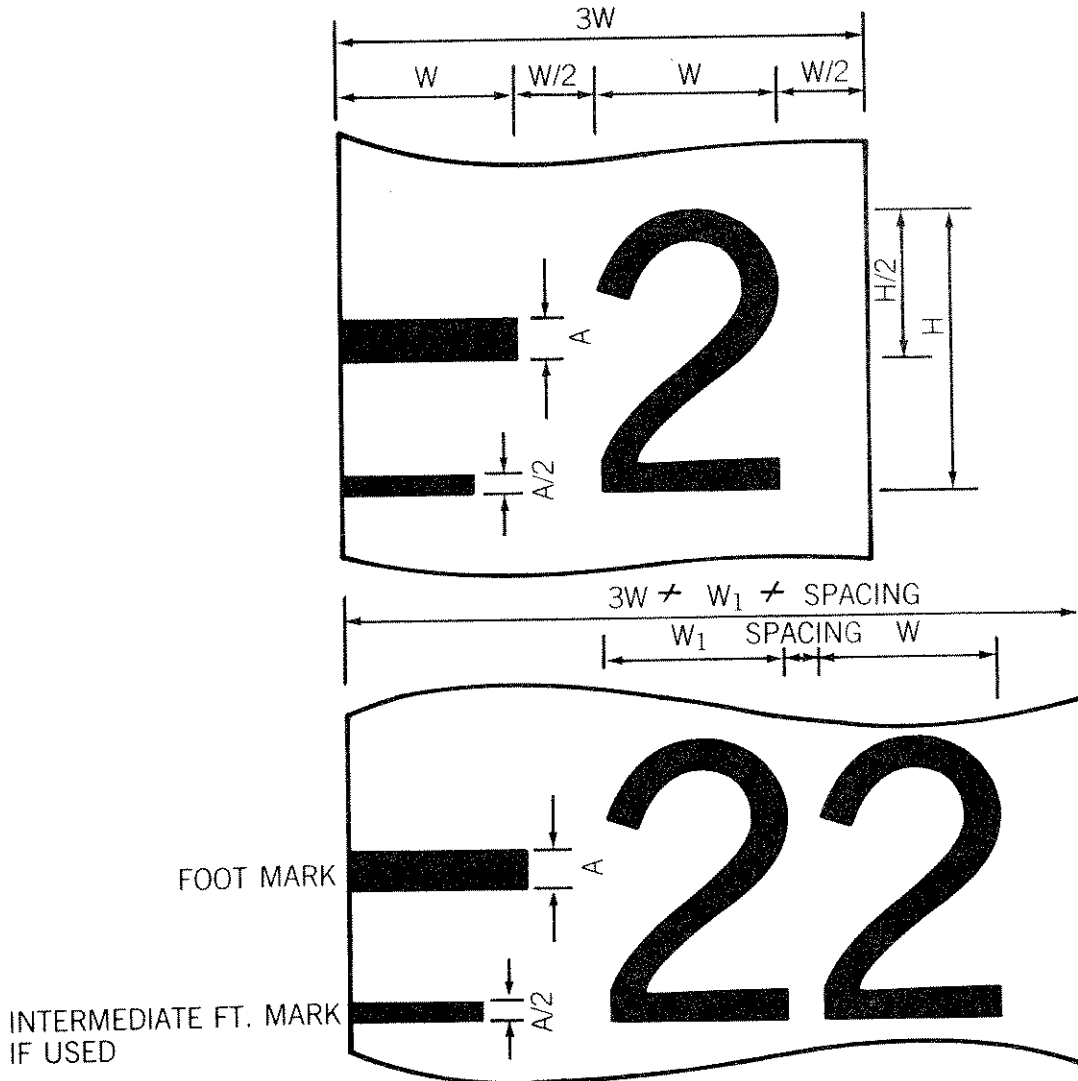 3W
W W/2 W W/2
2
H/2
H
A
A/2
3W ≁ W₁ ≁ SPACING
W₁ SPACING W
22
FOOT MARK
A
INTERMEDIATE FT. MARK
IF USED
A/2